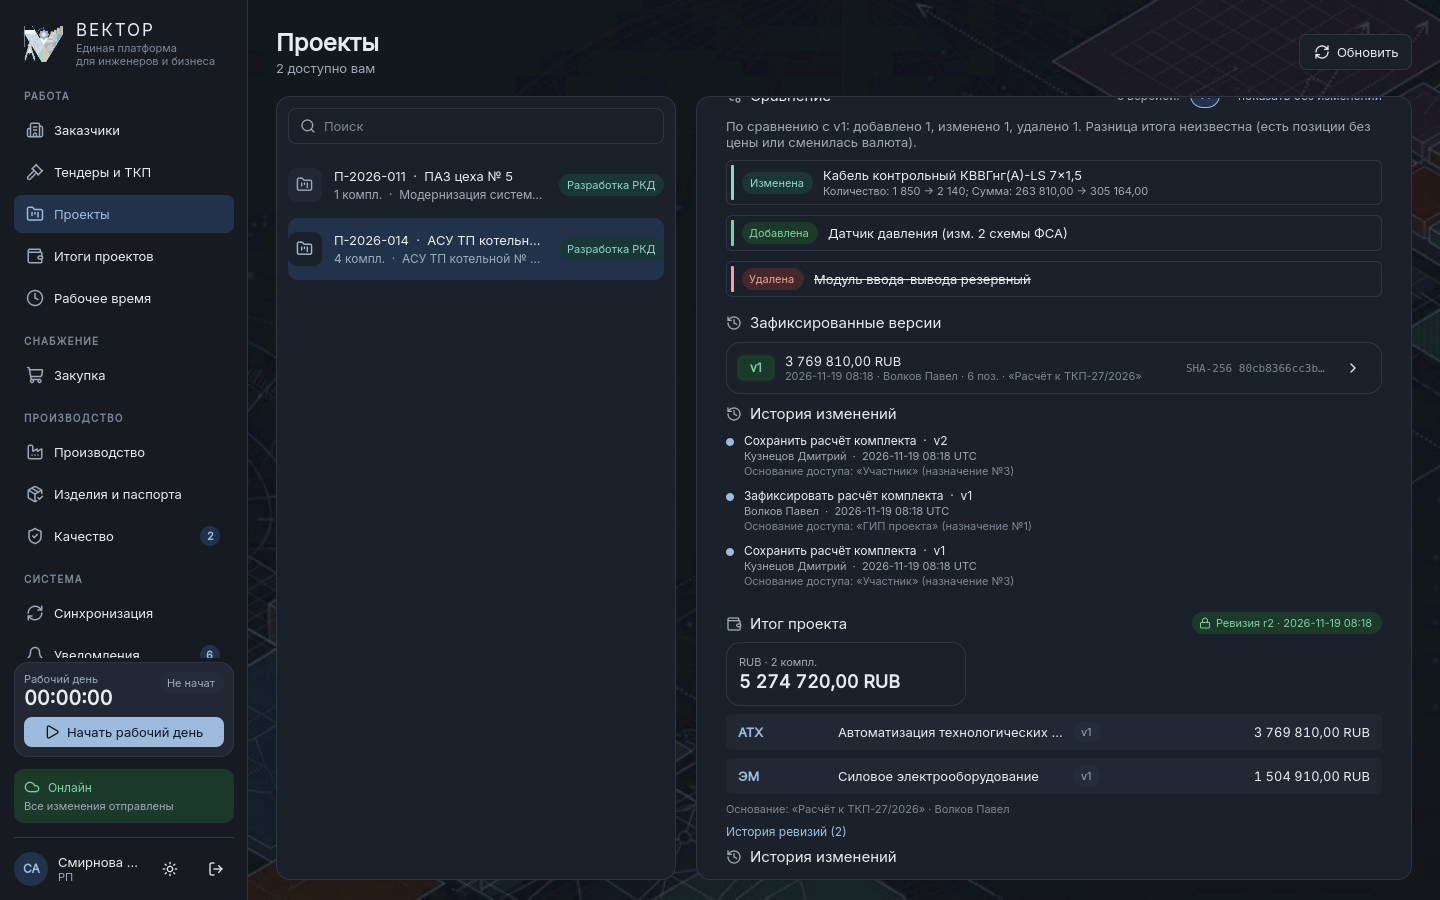 ВЕКТОР
Единая платформа
для инженеров и бизнеса
РАБОТА
Заказчики
Тендеры и ТКП
Проекты
Итоги проектов
Рабочее время
СНАБЖЕНИЕ
Закупка
ПРОИЗВОДСТВО
Производство
Изделия и паспорта
Качество 2
СИСТЕМА
Синхронизация
Уведомления 6
Рабочий день
00:00:00
Не начат
Начать рабочий день
Онлайн
Все изменения отправлены
СА
Смирнова ...
РП
Проекты
2 доступно вам
Обновить
Поиск
П-2026-011 · ПАЗ цеха № 5
1 компл. · Модернизация систем...
Разработка РКД
П-2026-014 · АСУ ТП котельн...
4 компл. · АСУ ТП котельной № ...
Разработка РКД
Сравнение
с версией: показать без изменений
По сравнению с v1: добавлено 1, изменено 1, удалено 1. Разница итога неизвестна (есть позиции без
цены или сменилась валюта).
Изменена
Кабель контрольный КВВГнг(А)-LS 7×1,5
Количество: 1 850 → 2 140; Сумма: 263 810,00 → 305 164,00
Добавлена
Датчик давления (изм. 2 схемы ФСА)
Удалена
Модуль ввода-вывода резервный
Зафиксированные версии
v1
3 769 810,00 RUB
2026-11-19 08:18 · Волков Павел · 6 поз. · «Расчёт к ТКП-27/2026»
SHA-256 80cb8366cc3b…
История изменений
Сохранить расчёт комплекта · v2
Кузнецов Дмитрий · 2026-11-19 08:18 UTC
Основание доступа: «Участник» (назначение №3)
Зафиксировать расчёт комплекта · v1
Волков Павел · 2026-11-19 08:18 UTC
Основание доступа: «ГИП проекта» (назначение №1)
Сохранить расчёт комплекта · v1
Кузнецов Дмитрий · 2026-11-19 08:18 UTC
Основание доступа: «Участник» (назначение №3)
Итог проекта
Ревизия r2 · 2026-11-19 08:18
RUB · 2 компл.
5 274 720,00 RUB
АТХ Автоматизация технологических ... v1 3 769 810,00 RUB
ЭМ Силовое электрооборудование v1 1 504 910,00 RUB
Основание: «Расчёт к ТКП-27/2026» · Волков Павел
История ревизий (2)
История изменений